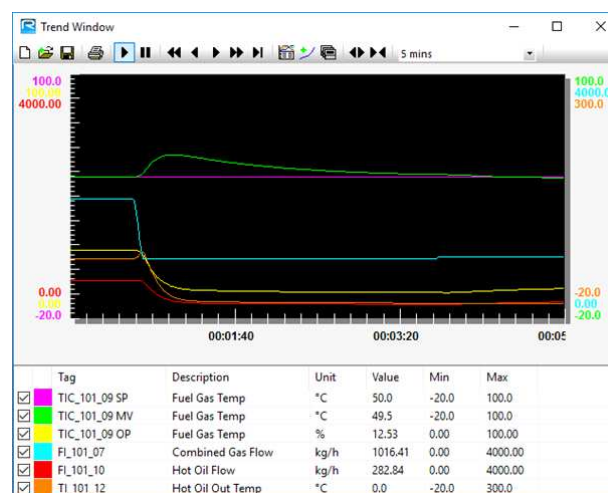 Trend Window
5 mins
100.0 100.0
100.00 4000.00
4000.00 300.0
0.00 -20.0
0.00 0.00
-20.0 -20.0
00:01:40 00:03:20 00:05
Tag Description Unit Value Min Max
TIC_101_09 SP Fuel Gas Temp °C 50.0 -20.0 100.0
TIC_101_09 MV Fuel Gas Temp °C 49.5 -20.0 100.0
TIC_101_09 OP Fuel Gas Temp % 12.53 0.00 100.00
FI_101_07 Combined Gas Flow kg/h 1016.41 0.00 4000.00
FI_101_10 Hot Oil Flow kg/h 282.84 0.00 4000.00
TI_101_12 Hot Oil Out Temp °C 0.0 -20.0 300.0